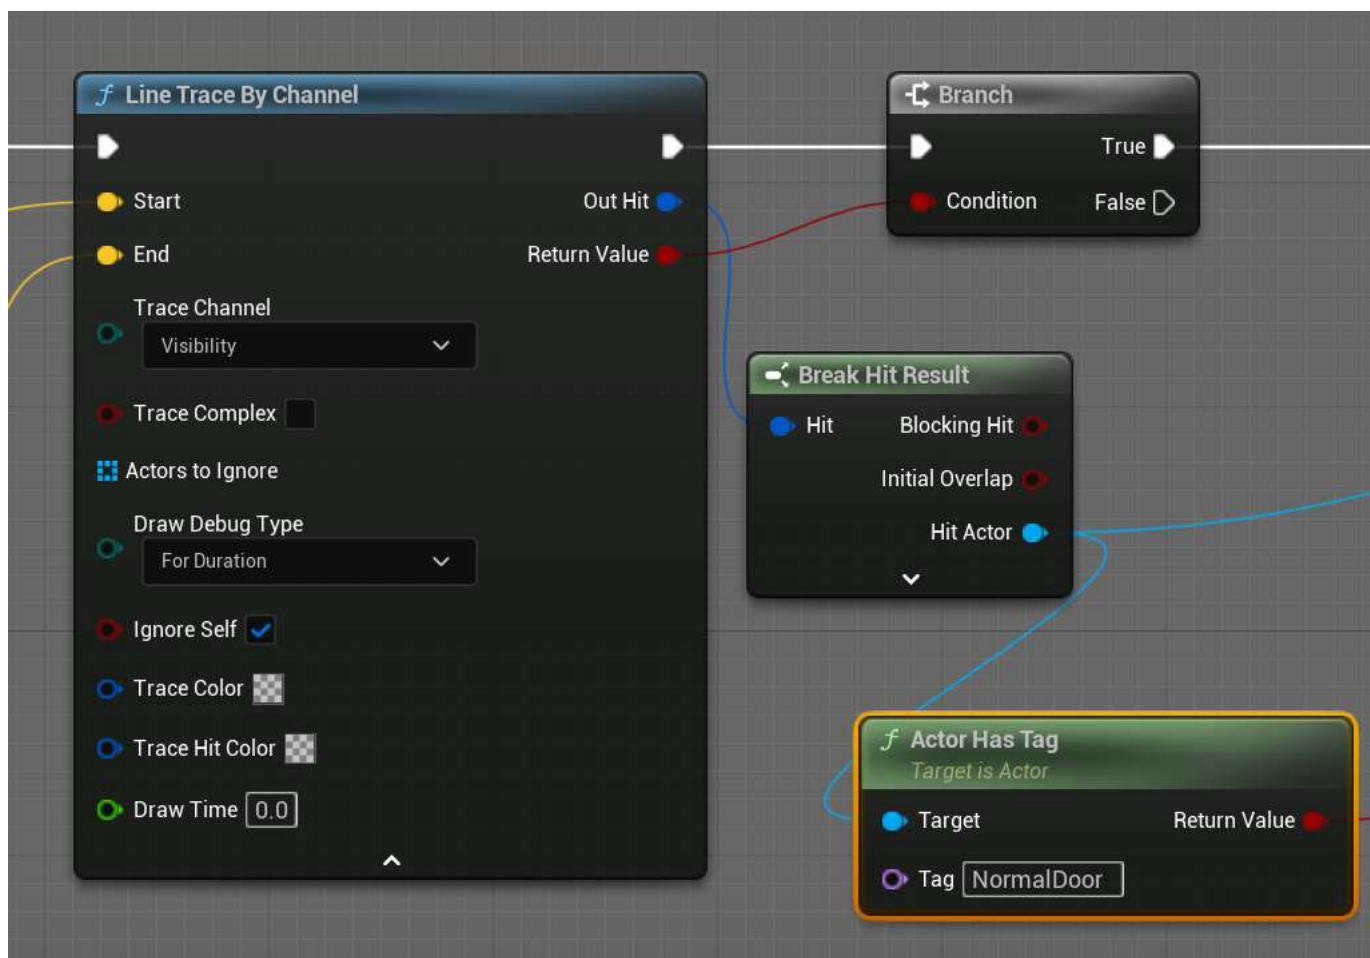 Line Trace By Channel
Start
Out Hit
End
Return Value
Trace Channel
Visibility
Trace Complex
Actors to Ignore
Draw Debug Type
For Duration
Ignore Self
Trace Color
Trace Hit Color
Draw Time 0.0
Branch
True
Condition
False
Break Hit Result
Hit
Blocking Hit
Initial Overlap
Hit Actor
Actor Has Tag
Target is Actor
Target
Return Value
Tag NormalDoor